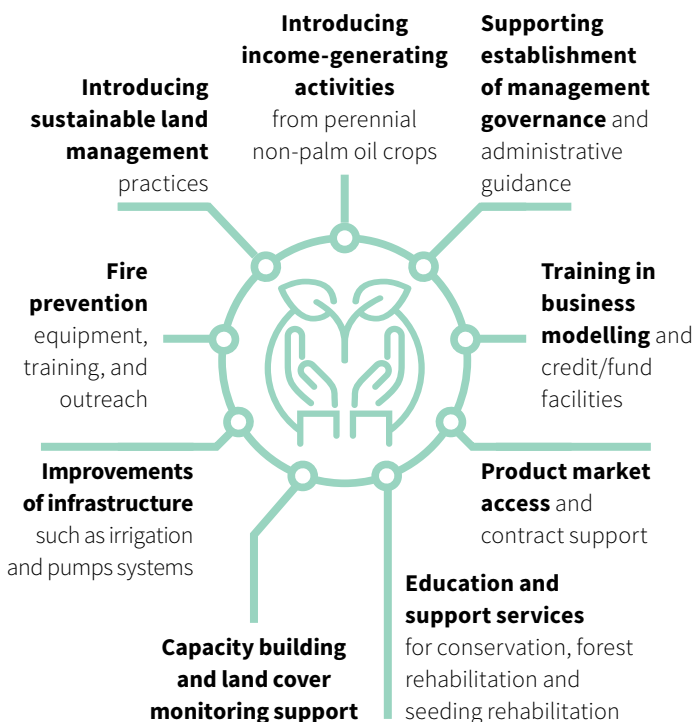 Introducing
income-generating
activities
from perennial
non-palm oil crops
Supporting
establishment
of management
governance and
administrative
guidance
Training in
business
modelling and
credit/fund
facilities
Product market
access and
contract support
Education and
support services
for conservation, forest
rehabilitation and
seeding rehabilitation
Capacity building
and land cover
monitoring support
Improvements
of infrastructure
such as irrigation
and pumps systems
Fire
prevention
equipment,
training, and
outreach
Introducing
sustainable land
management
practices